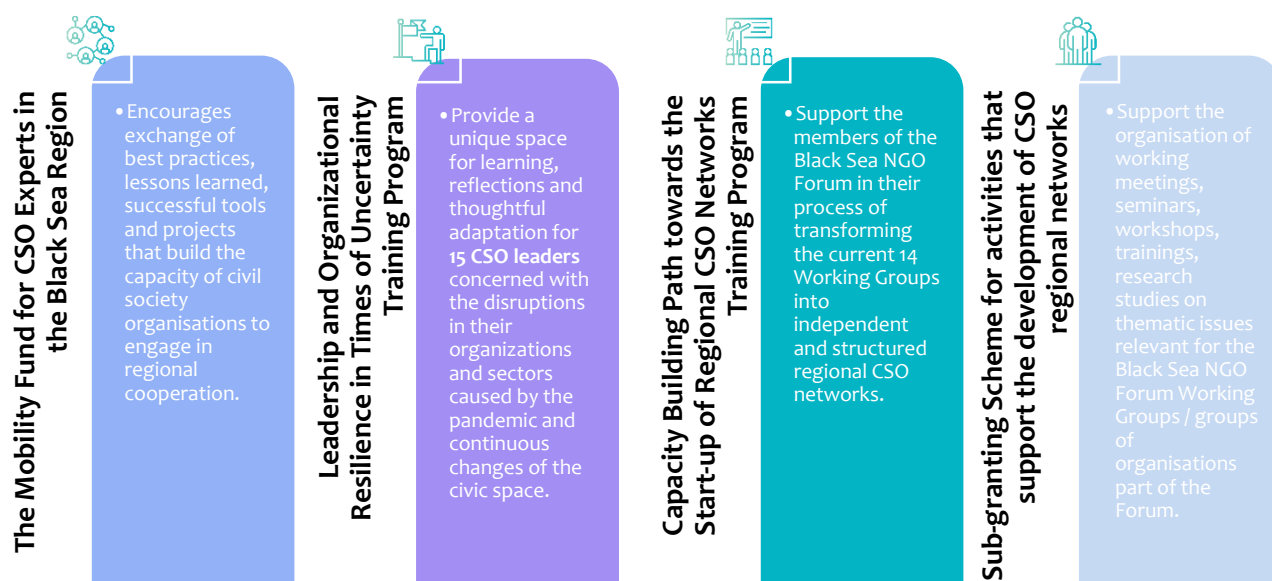 The Mobility Fund for CSO Experts in
the Black Sea Region
•Encourages
exchange of
best practices,
lessons learned,
successful tools
and projects
that build the
capacity of civil
society
organisations to
engage in
regional
cooperation.
Leadership and Organizational
Resilience in Times of Uncertainty
Training Program
•Provide a
unique space
for learning,
reflections and
thoughtful
adaptation for
15 CSO leaders
concerned with
the disruptions
in their
organizations
and sectors
caused by the
pandemic and
continuous
changes of the
civic space.
Capacity Building Path towards the
Start-up of Regional CSO Networks
Training Program
•Support the
members of the
Black Sea NGO
Forum in their
process of
transforming
the current 14
Working Groups
into
independent
and structured
regional CSO
networks.
Sub-granting Scheme for activities that
support the development of CSO
regional networks
•Support the
organisation of
working
meetings,
seminars,
workshops,
trainings,
research
studies on
thematic issues
relevant for the
Black Sea NGO
Forum Working
Groups / groups
of
organisations
part of the
Forum.